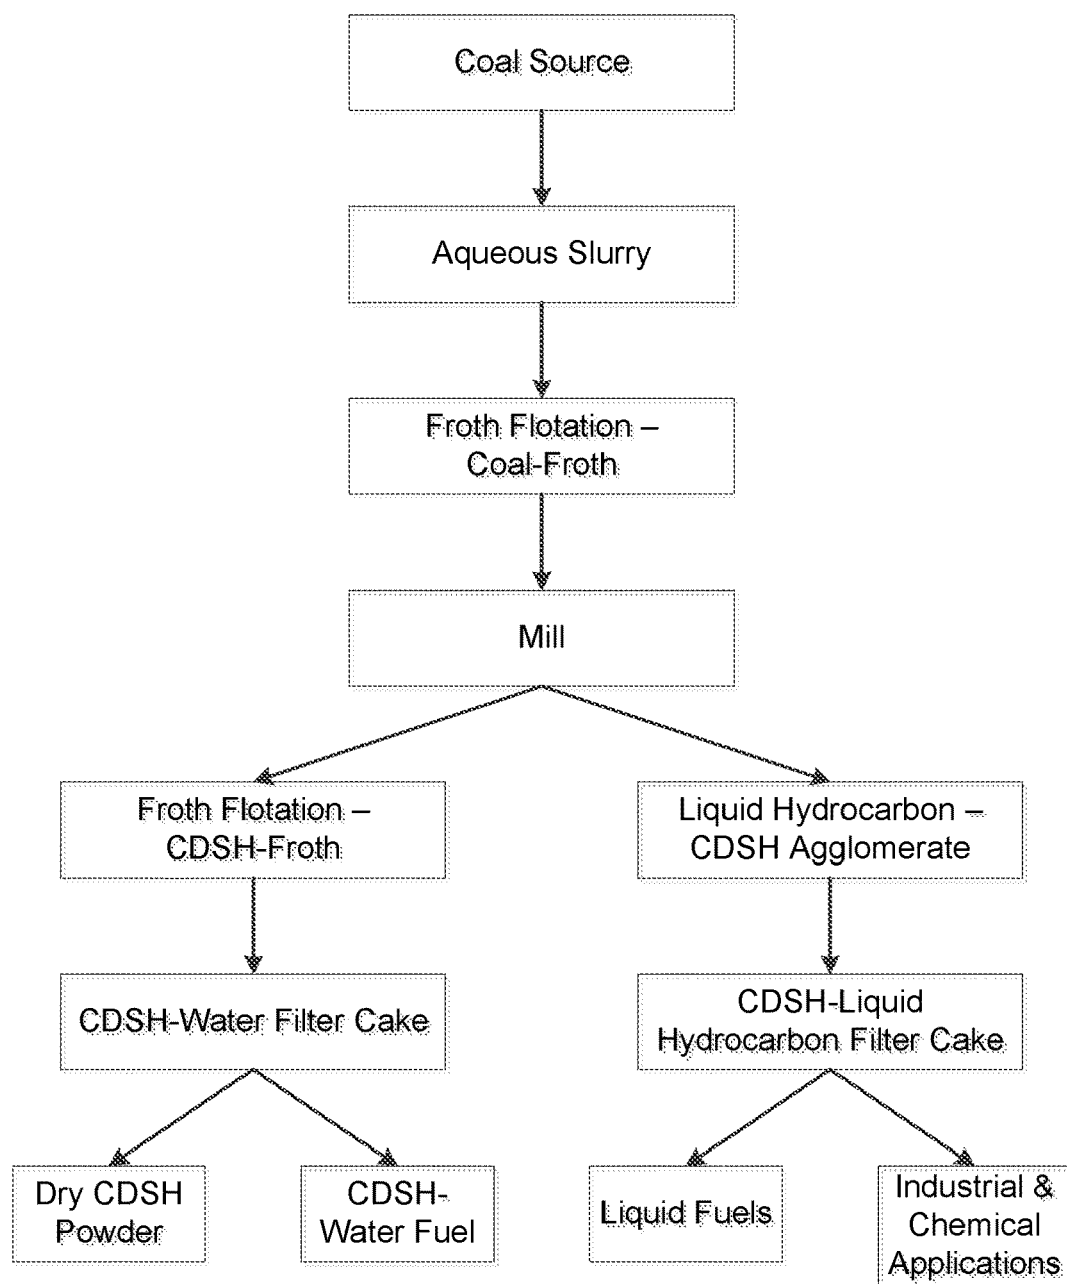 Coal Source
Aqueous Slurry
Froth Flotation –
Coal-Froth
Mill
Froth Flotation –
CDSH-Froth
Liquid Hydrocarbon –
CDSH Agglomerate
CDSH-Water Filter Cake
CDSH-Liquid
Hydrocarbon Filter Cake
Dry CDSH
Powder
CDSH-
Water Fuel
Liquid Fuels
Industrial &
Chemical
Applications